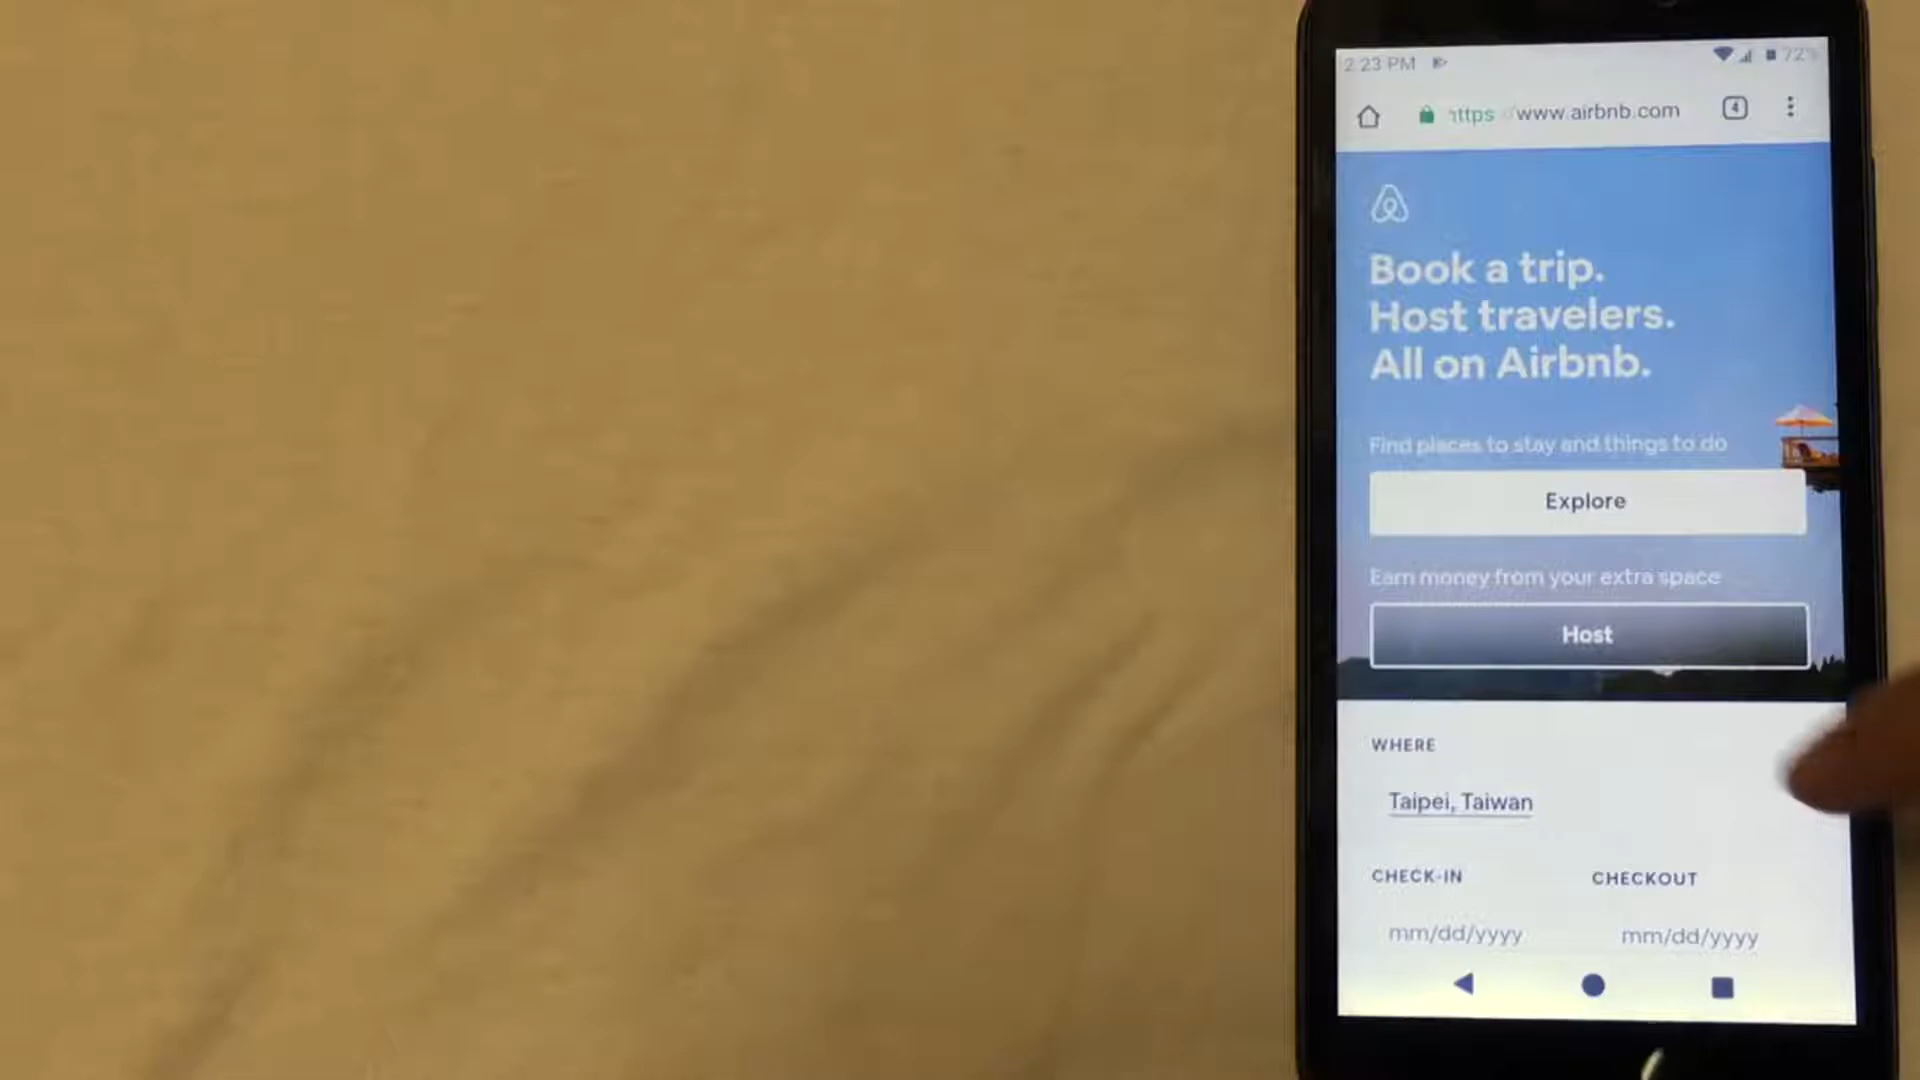 2:23 PM 72%
https://www.airbnb.com 4
Book a trip.
Host travelers.
All on Airbnb.
Find places to stay and things to do
Explore
Earn money from your extra space
Host
WHERE
Taipei, Taiwan
CHECK-IN CHECKOUT
mm/dd/yyyy mm/dd/yyyy